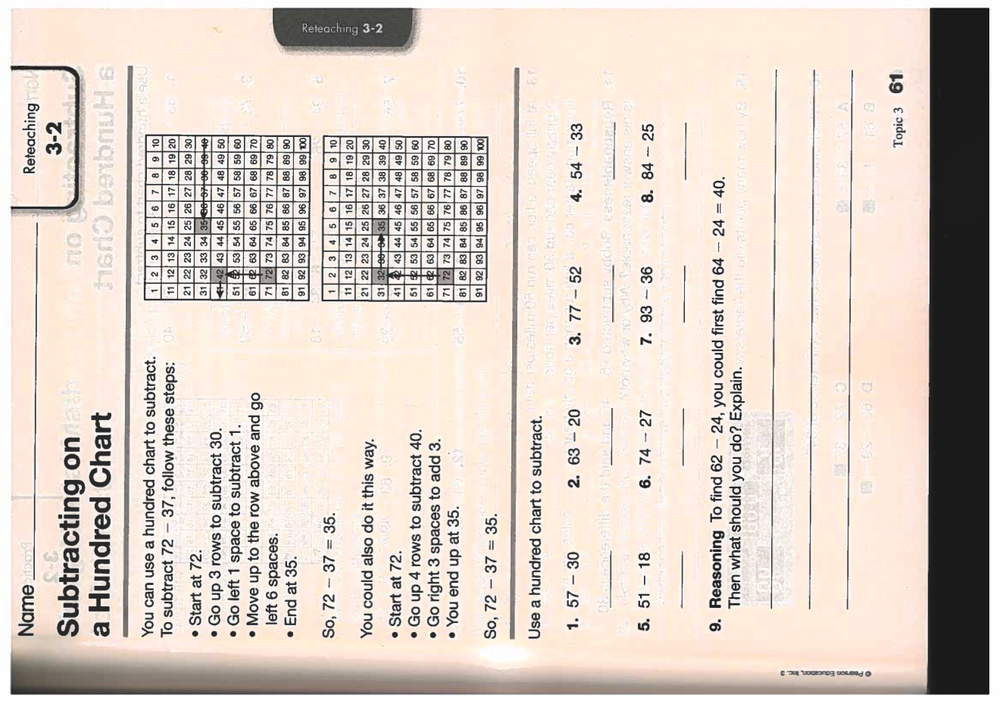 Name
Reteaching
3-2
Subtracting on
a Hundred Chart
Reteaching 3-2
You can use a hundred chart to subtract.
To subtract 72 − 37, follow these steps:
• Start at 72.
• Go up 3 rows to subtract 30.
• Go left 1 space to subtract 1.
• Move up to the row above and go
left 6 spaces.
• End at 35.
So, 72 − 37 = 35.
1 2 3 4 5 6 7 8 9 10
11 12 13 14 15 16 17 18 19 20
21 22 23 24 25 26 27 28 29 30
31 32 33 34 35 36 37 38 39 40
41 42 43 44 45 46 47 48 49 50
51 52 53 54 55 56 57 58 59 60
61 62 63 64 65 66 67 68 69 70
71 72 73 74 75 76 77 78 79 80
81 82 83 84 85 86 87 88 89 90
91 92 93 94 95 96 97 98 99 100
You could also do it this way.
• Start at 72.
• Go up 4 rows to subtract 40.
• Go right 3 spaces to add 3.
• You end up at 35.
So, 72 − 37 = 35.
1 2 3 4 5 6 7 8 9 10
11 12 13 14 15 16 17 18 19 20
21 22 23 24 25 26 27 28 29 30
31 32 33 34 35 36 37 38 39 40
41 42 43 44 45 46 47 48 49 50
51 52 53 54 55 56 57 58 59 60
61 62 63 64 65 66 67 68 69 70
71 72 73 74 75 76 77 78 79 80
81 82 83 84 85 86 87 88 89 90
91 92 93 94 95 96 97 98 99 100
Use a hundred chart to subtract.
1. 57 − 30 2. 63 − 20 3. 77 − 52 4. 54 − 33
5. 51 − 18 6. 74 − 27 7. 93 − 36 8. 84 − 25
9. Reasoning To find 62 − 24, you could first find 64 − 24 = 40.
Then what should you do? Explain.
© Pearson Education, Inc. 3
Topic 3 61